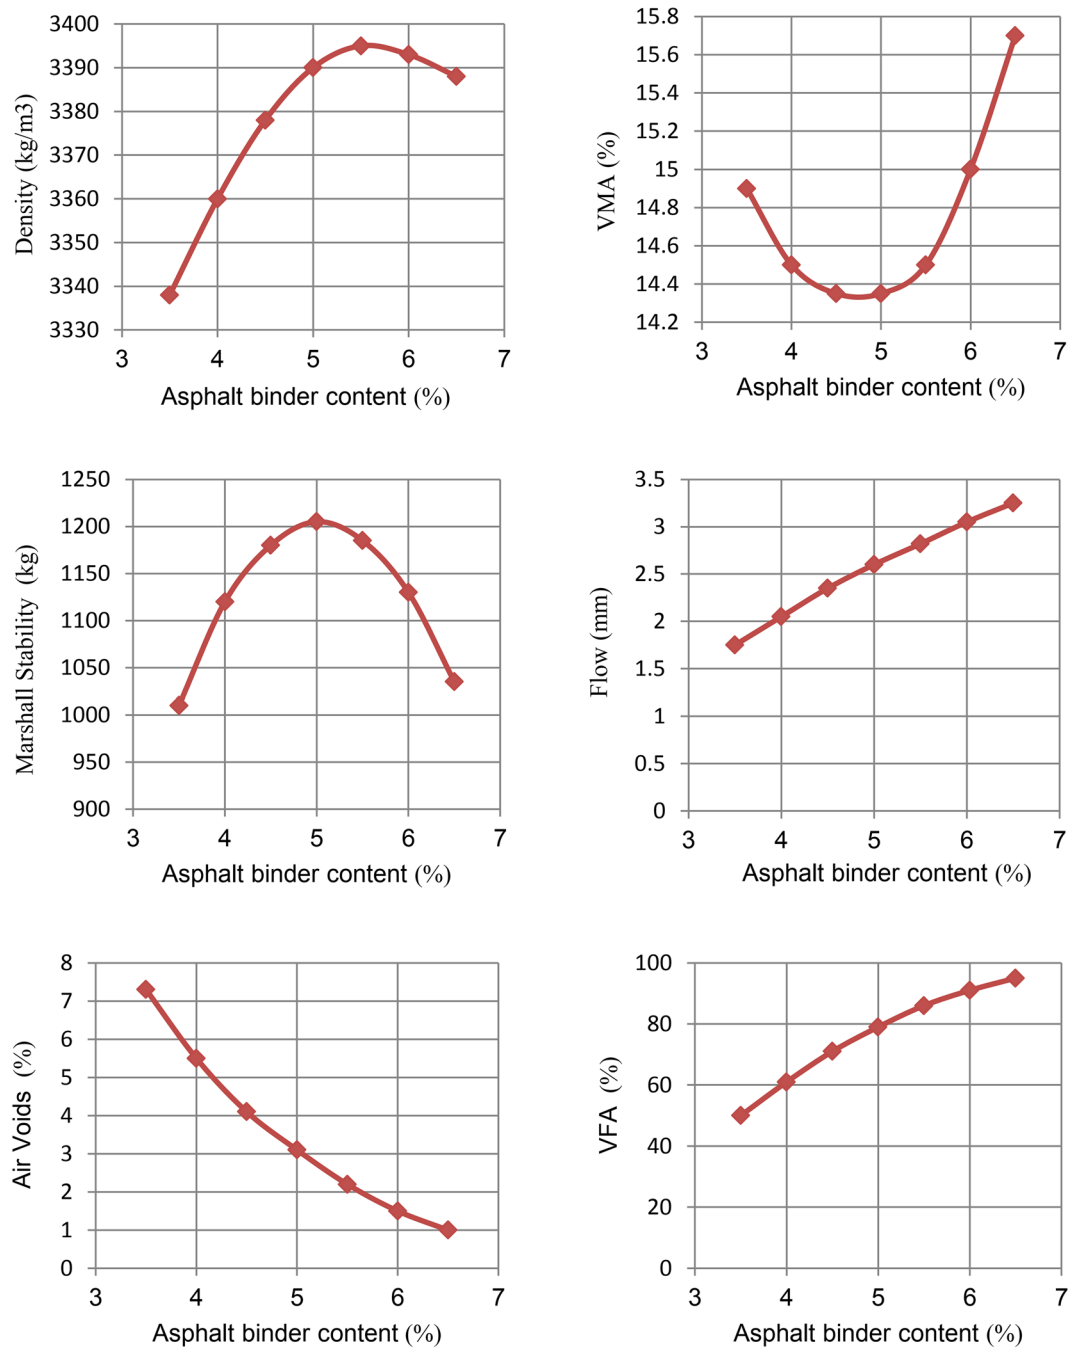 3400
3390
3380
3370
3360
3350
3340
3330
3 4 5 6 7
Density (kg/m3)
Asphalt binder content (%)
15.8
15.6
15.4
15.2
15
14.8
14.6
14.4
14.2
3 4 5 6 7
VMA (%)
Asphalt binder content (%)
1250
1200
1150
1100
1050
1000
950
900
3 4 5 6 7
Marshall Stability (kg)
Asphalt binder content (%)
3.5
3
2.5
2
1.5
1
0.5
0
3 4 5 6 7
Flow (mm)
Asphalt binder content (%)
8
7
6
5
4
3
2
1
0
3 4 5 6 7
Air Voids (%)
Asphalt binder content (%)
100
80
60
40
20
0
3 4 5 6 7
VFA (%)
Asphalt binder content (%)